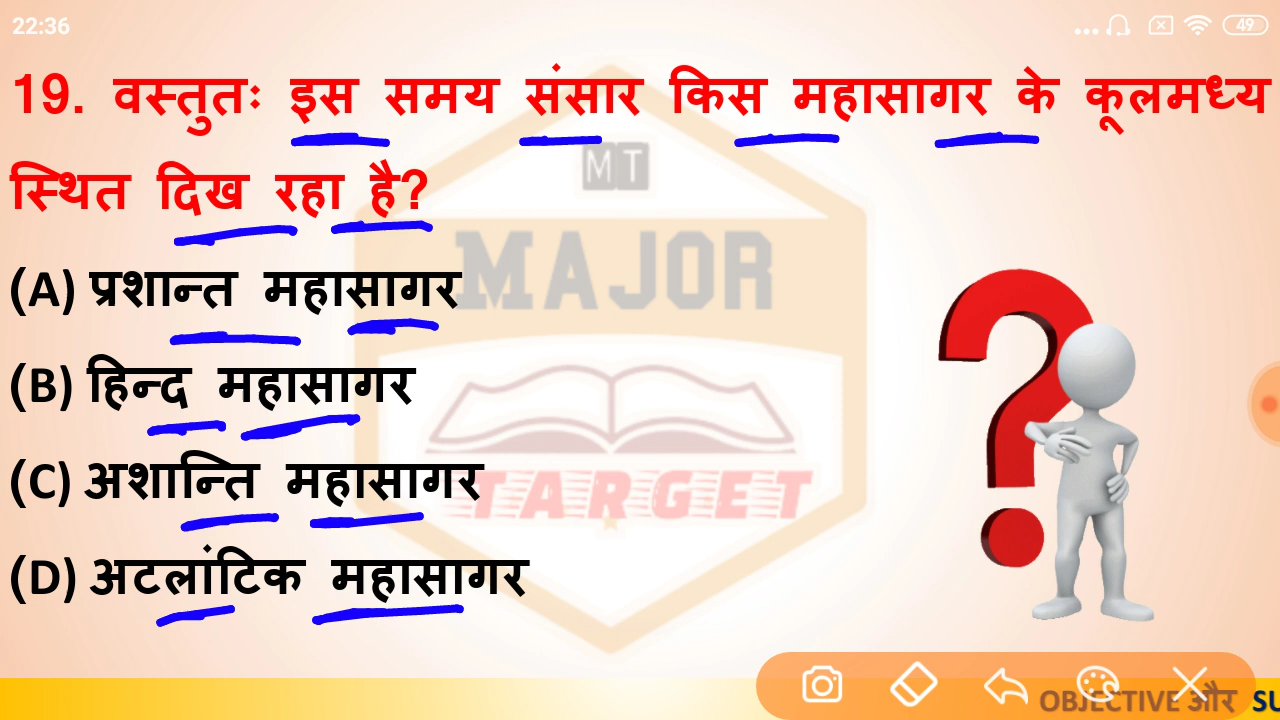 22:36
49
19. वस्तुतः इस समय संसार किस महासागर के कूलमध्य
स्थित दिख रहा है?
(A) प्रशान्त महासागर
(B) हिन्द महासागर
(C) अशान्ति महासागर
(D) अटलांटिक महासागर
MT
MAJOR
TARGET
OBJECTIVE और SU